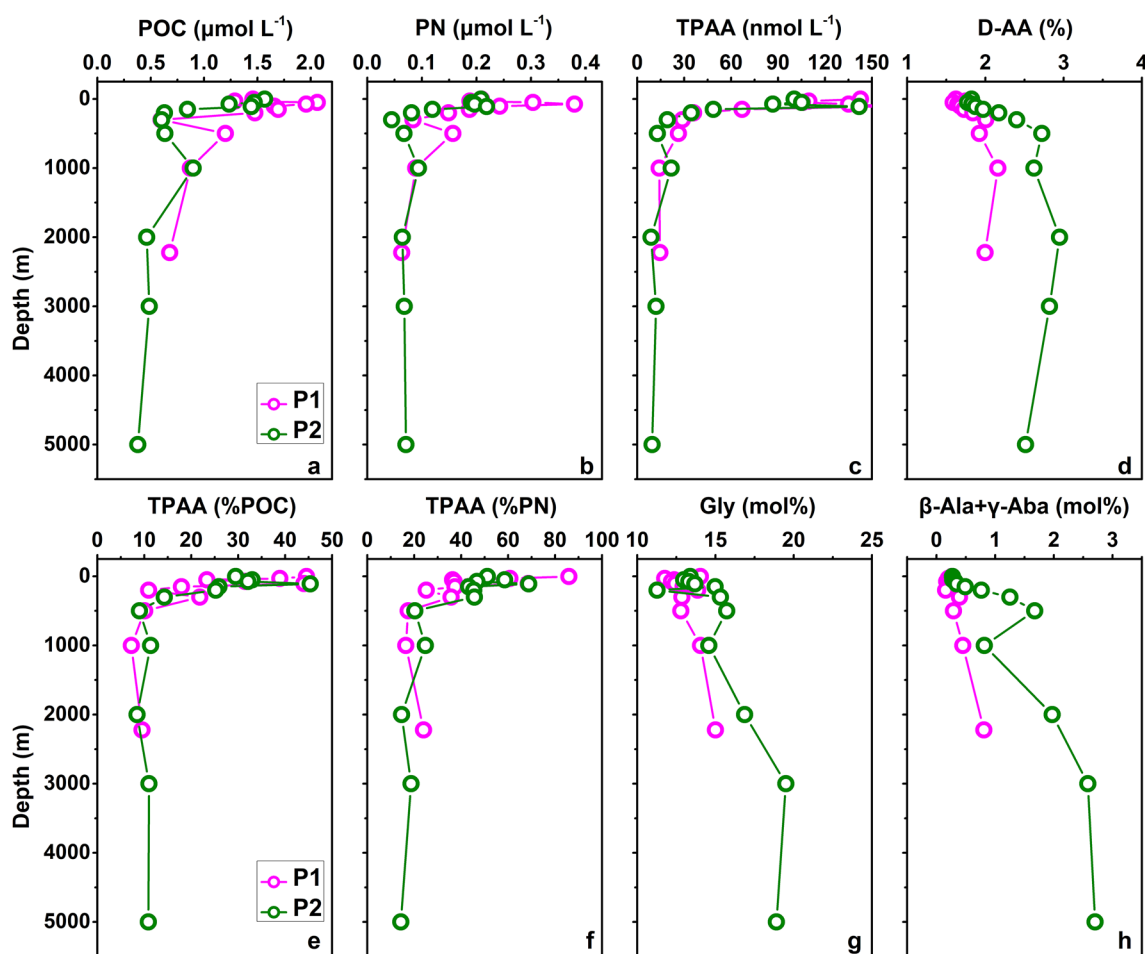 POC (µmol L⁻¹)
PN (µmol L⁻¹)
TPAA (nmol L⁻¹)
D-AA (%)
0.0 0.5 1.0 1.5 2.0
0.0 0.2 0.4 0.6 0.8
0 30 60 90 120 150
1 2 3 4
0
1000
2000
3000
4000
5000
Depth (m)
P1
P2
a
b
c
d
TPAA (%POC)
TPAA (%PN)
Gly (mol%)
β-Ala+γ-Aba (mol%)
0 10 20 30 40 50
0 20 40 60 80 100
10 15 20 25
0 1 2 3
0
1000
2000
3000
4000
5000
Depth (m)
P1
P2
e
f
g
h